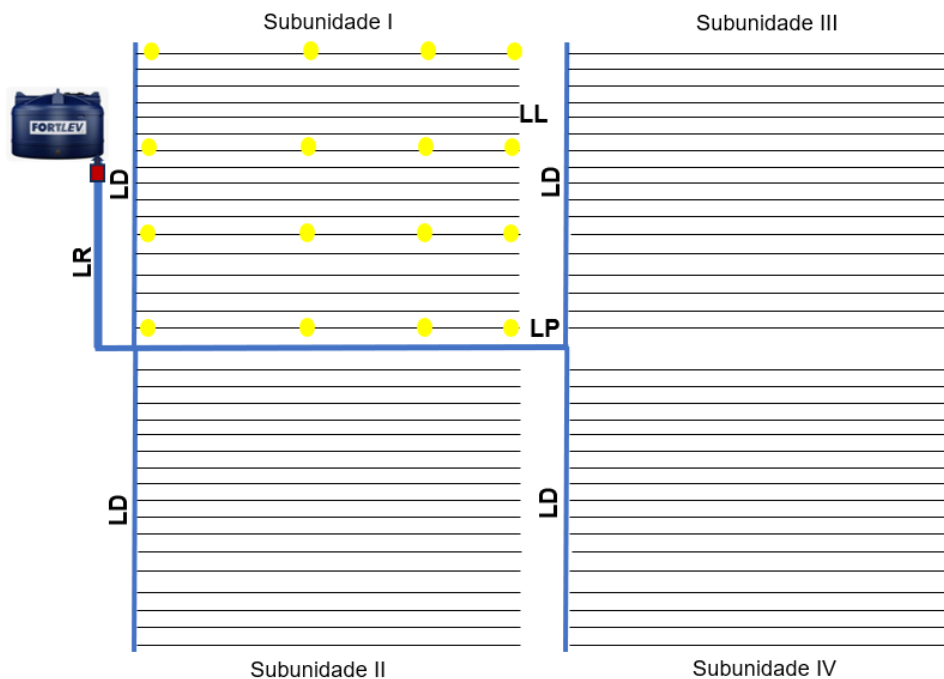 Subunidade I
Subunidade III
FORTLEV
LL
LD
LD
LR
LP
LD
LD
Subunidade II
Subunidade IV